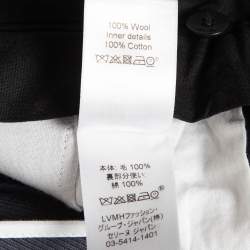 100% Wool
Inner details
100% Cotton
本体: 毛 100%
裏部分使い:
綿 100%
LVMHファッション・
グループ・ジャパン(株)
セリーヌ ジャパン
03-5414-1401